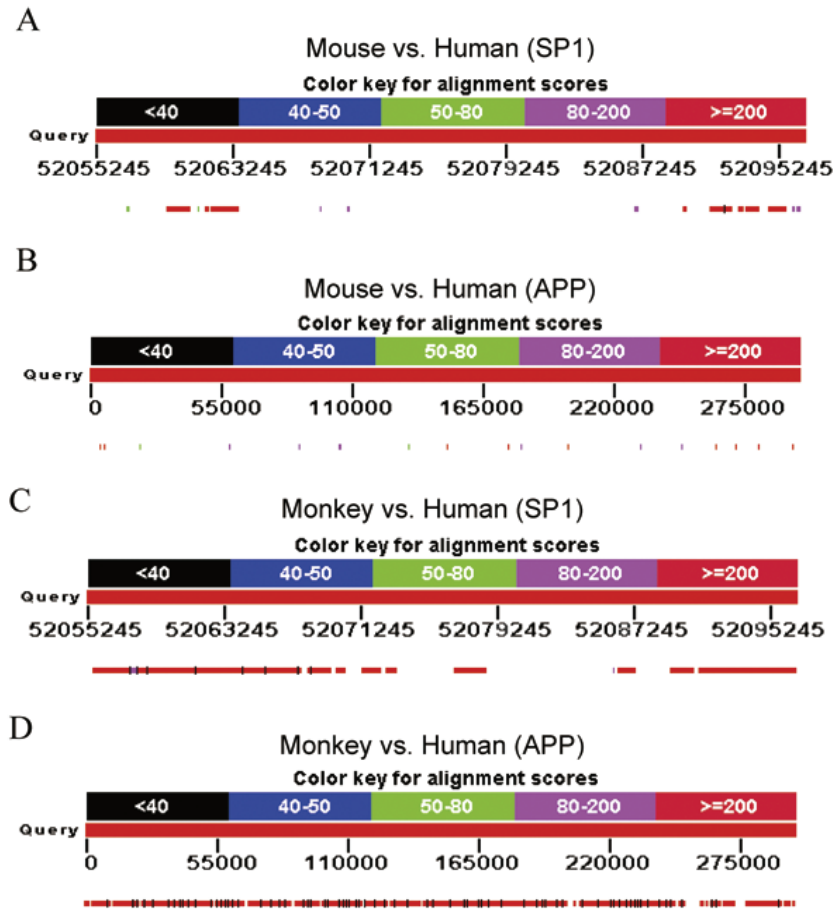 A
Mouse vs. Human (SP1)
Color key for alignment scores
<40 40-50 50-80 80-200 >=200
Query
52055245 52063245 52071245 52079245 52087245 52095245
B
Mouse vs. Human (APP)
Color key for alignment scores
<40 40-50 50-80 80-200 >=200
Query
0 55000 110000 165000 220000 275000
C
Monkey vs. Human (SP1)
Color key for alignment scores
<40 40-50 50-80 80-200 >=200
Query
52055245 52063245 52071245 52079245 52087245 52095245
D
Monkey vs. Human (APP)
Color key for alignment scores
<40 40-50 50-80 80-200 >=200
Query
0 55000 110000 165000 220000 275000